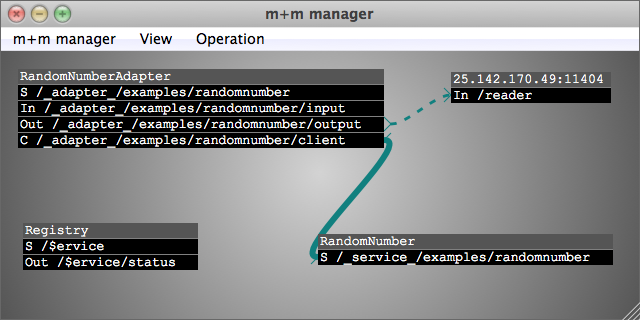 m+m manager
m+m manager View Operation
RandomNumberAdapter
S /_adapter_/examples/randomnumber
In /_adapter_/examples/randomnumber/input
Out /_adapter_/examples/randomnumber/output
C /_adapter_/examples/randomnumber/client
25.142.170.49:11404
In /reader
Registry
S /$ervice
Out /$ervice/status
RandomNumber
S /_service_/examples/randomnumber